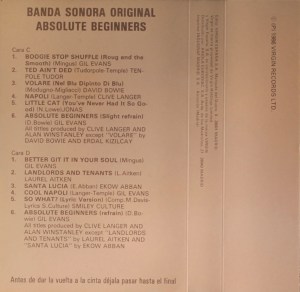 BANDA SONORA ORIGINAL
ABSOLUTE BEGINNERS
Cara C
1. BOOGIE STOP SHUFFLE (Roug and the
Smooth) (Mingus) GIL EVANS
2. TED AIN'T DED (Tudorpole-Temple) TEN-
POLE TUDOR
3. VOLARE (Nel Blu Dipinto Di Blu)
(Modugno-Migliacci) DAVID BOWIE
4. NAPOLI (Langer-Temple) CLIVE LANGER
5. LITTLE CAT (You've Never Had It So Go-
od) (N.Lowe)JONAS
6. ABSOLUTE BEGINNERS (Slight refrain)
(D.Bowie) GIL EVANS
All titles produced by CLIVE LANGER and
ALAN WINSTANLEY except "VOLARE" by
DAVID BOWIE AND ERDAL KIZILCAY
Cara D
1. BETTER GIT IT IN YOUR SOUL (Mingus)
GIL EVANS
2. LANDLORDS AND TENANTS (L.Aitken)
LAUREL AITKEN
3. SANTA LUCIA (E.Abban) EKOW ABBAN
4. COOL NAPOLI (Langer-Temple) GIL EVANS
5. SO WHAT? (Lyric Version) (Comp.M.Davis-
Lyrics S.Culture) SMILEY CULTURE
6. ABSOLUTE BEGINNERS (refrain) (D.Bo-
wie) GIL EVANS
All titles produced by CLIVE LANGER and
ALAN WINSTANLEY except "LANDLORDS
AND TENANTS" by LAUREL AITKEN and
"SANTA LUCIA" by EKOW ABBAN
Antes de dar la vuelta a la cinta déjala pasar hasta el final
1986 VIRGIN RECORDS LTD.